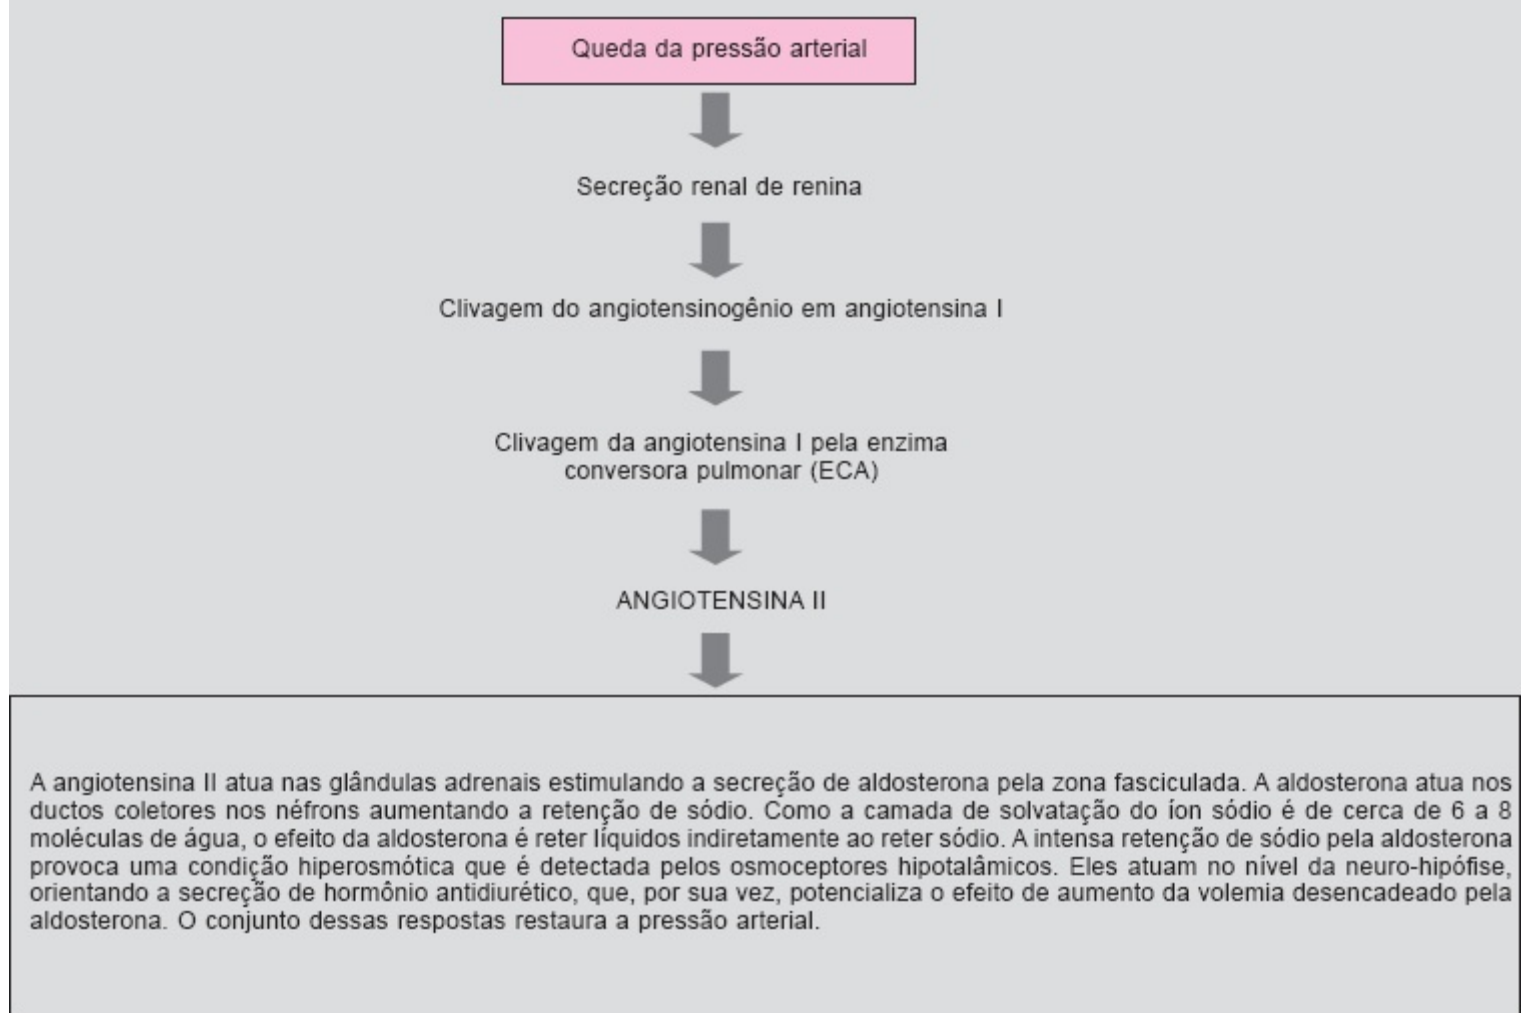 Queda da pressão arterial
Secreção renal de renina
Clivagem do angiotensinogênio em angiotensina I
Clivagem da angiotensina I pela enzima
conversora pulmonar (ECA)
ANGIOTENSINA II
A angiotensina II atua nas glândulas adrenais estimulando a secreção de aldosterona pela zona fasciculada. A aldosterona atua nos
ductos coletores nos néfrons aumentando a retenção de sódio. Como a camada de solvatação do íon sódio é de cerca de 6 a 8
moléculas de água, o efeito da aldosterona é reter líquidos indiretamente ao reter sódio. A intensa retenção de sódio pela aldosterona
provoca uma condição hiperosmótica que é detectada pelos osmoceptores hipotalâmicos. Eles atuam no nível da neuro-hipófise,
orientando a secreção de hormônio antidiurético, que, por sua vez, potencializa o efeito de aumento da volemia desencadeado pela
aldosterona. O conjunto dessas respostas restaura a pressão arterial.